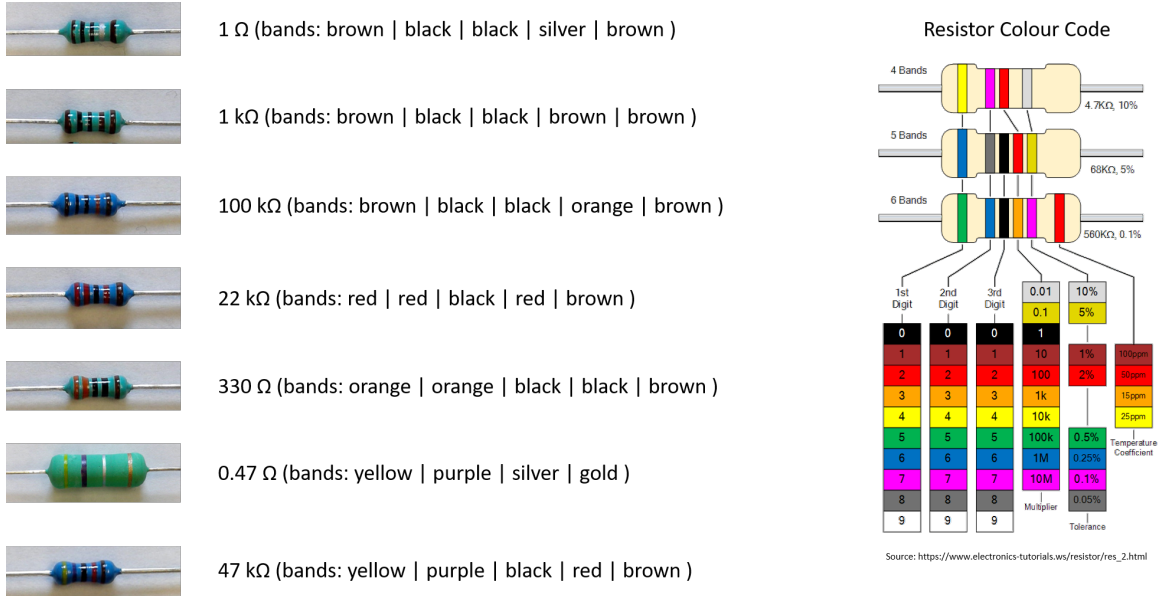 1 Ω (bands: brown | black | black | silver | brown )
1 kΩ (bands: brown | black | black | brown | brown )
100 kΩ (bands: brown | black | black | orange | brown )
22 kΩ (bands: red | red | black | red | brown )
330 Ω (bands: orange | orange | black | black | brown )
0.47 Ω (bands: yellow | purple | silver | gold )
47 kΩ (bands: yellow | purple | black | red | brown )
Resistor Colour Code
4 Bands
4.7KΩ, 10%
5 Bands
68KΩ, 5%
6 Bands
560KΩ, 0.1%
1st Digit
2nd Digit
3rd Digit
0.01 10%
0.1 5%
0 0 0 1
1 1 1 10 1% 100ppm
2 2 2 100 2% 50ppm
3 3 3 1k 15ppm
4 4 4 10k 25ppm
5 5 5 100k 0.5%
6 6 6 1M 0.25%
7 7 7 10M 0.1%
8 8 8 0.05%
9 9 9
Multiplier
Tolerance
Temperature
Coefficient
Source: https://www.electronics-tutorials.ws/resistor/res_2.html